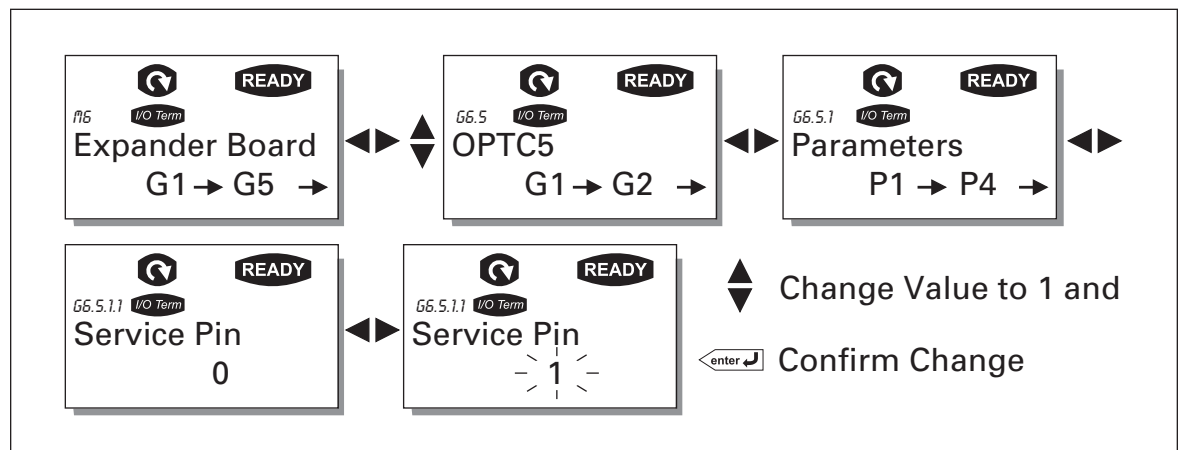 READY
M6 I/O Term
Expander Board
G1 → G5 →
READY
G6.5 I/O Term
OPTC5
G1 → G2 →
READY
G6.5.1 I/O Term
Parameters
P1 → P4 →
READY
G6.5.1.1 I/O Term
Service Pin
0
READY
G6.5.1.1 I/O Term
Service Pin
1
Change Value to 1 and
enter Confirm Change